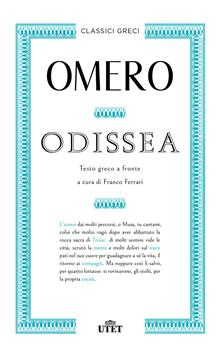 CLASSICI GRECI
OMERO
ODISSEA
Testo greco a fronte
a cura di Franco Ferrari
L'uomo dai molti percorsi, o Musa, tu cantami,
colui che molto vagò dopo aver abbattuto la
rocca sacra di Troia: di molti uomini vide le
città, scrutò la mente e molti dolori sul mare
patì nel suo cuore per guadagnare a sé la vita, il
ritorno ai compagni. Ma neppure così li salvò,
per quanto lottasse: si rovinarono, gli stolti, per
la propria
UTET